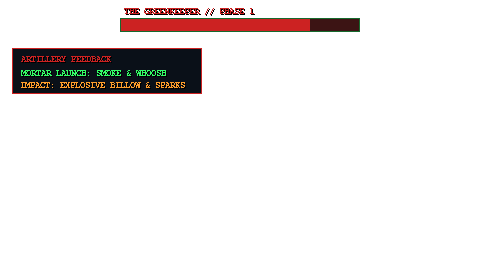 THE GREENKEEPER // PHASE 1
ARTILLERY FEEDBACK
MORTAR LAUNCH: SMOKE & WHOOSH
IMPACT: EXPLOSIVE BILLOW & SPARKS